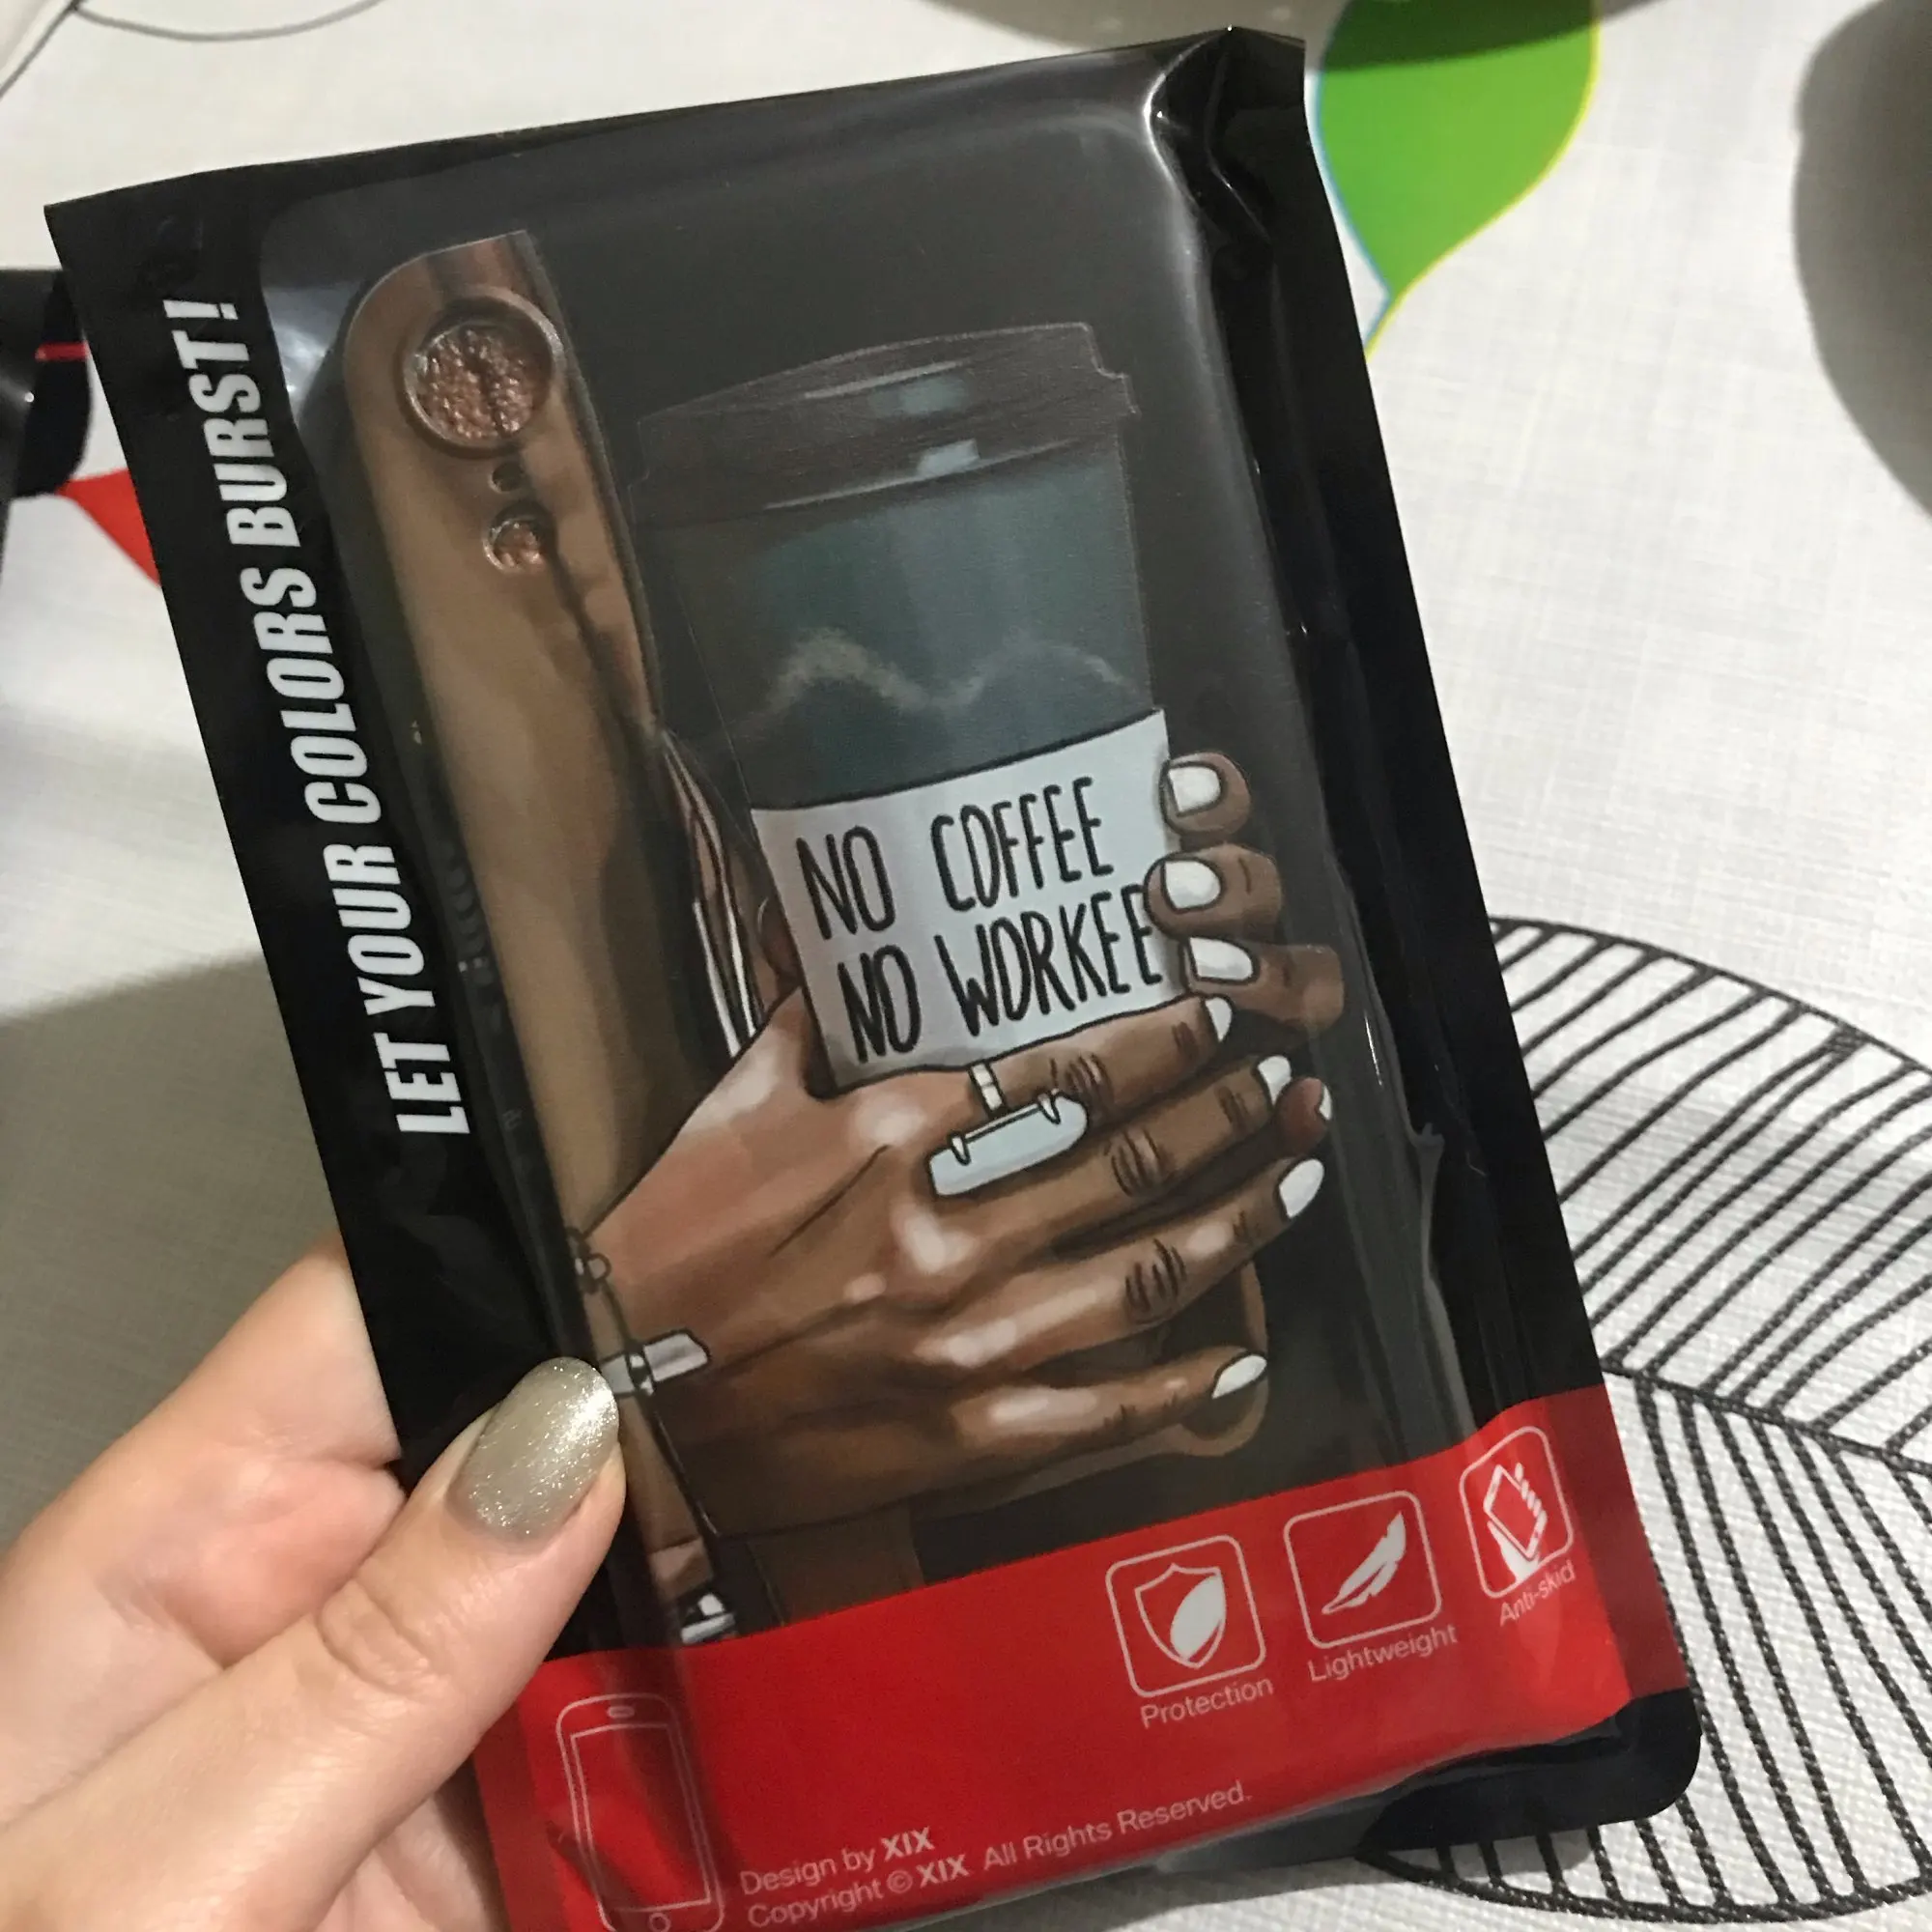 LET YOUR COLORS BURST!
NO COFFEE
NO WORKEE
Protection
Lightweight
Anti-skid
Design by XIX
Copyright © XIX All Rights Reserved.